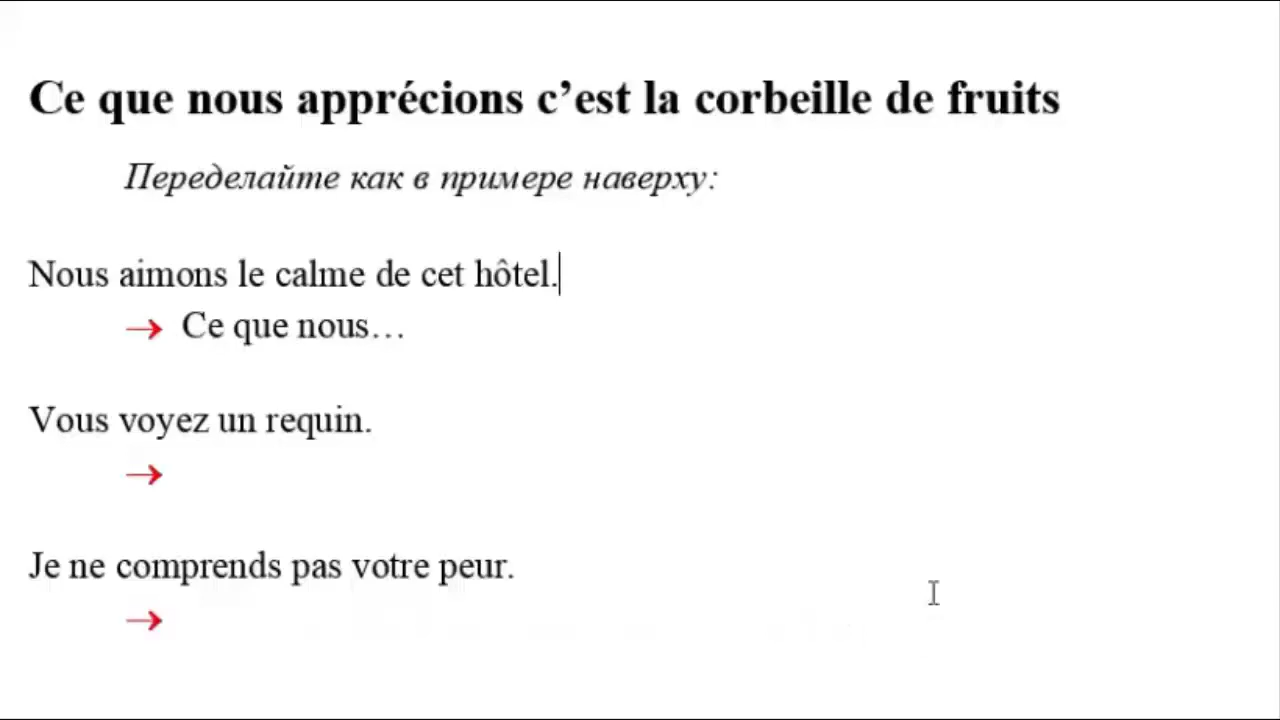 Ce que nous apprécions c’est la corbeille de fruits
Переделайте как в примере наверху:
Nous aimons le calme de cet hôtel.
→ Ce que nous…
Vous voyez un requin.
→
Je ne comprends pas votre peur.
→